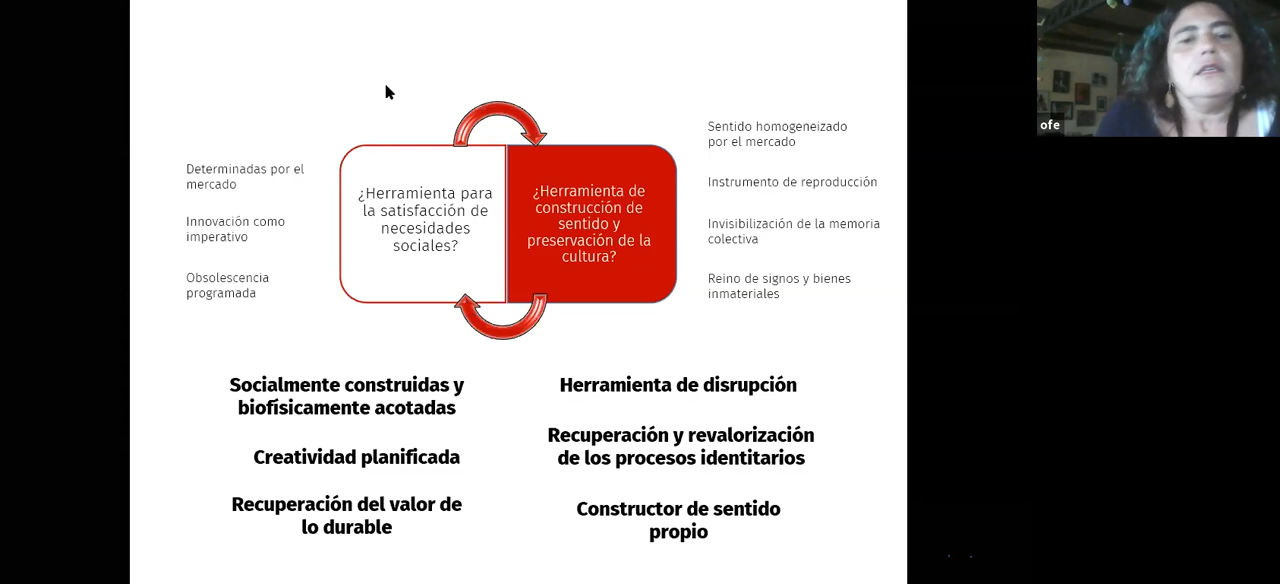 ofe
Determinadas por el
mercado
Innovación como
imperativo
Obsolescencia
programada
¿Herramienta para
la satisfacción de
necesidades
sociales?
¿Herramienta de
construcción de
sentido y
preservación de la
cultura?
Sentido homogeneizado
por el mercado
Instrumento de reproducción
Invisibilización de la memoria
colectiva
Reino de signos y bienes
inmateriales
Socialmente construidas y
biofísicamente acotadas
Creatividad planificada
Recuperación del valor de
lo durable
Herramienta de disrupción
Recuperación y revalorización
de los procesos identitarios
Constructor de sentido
propio